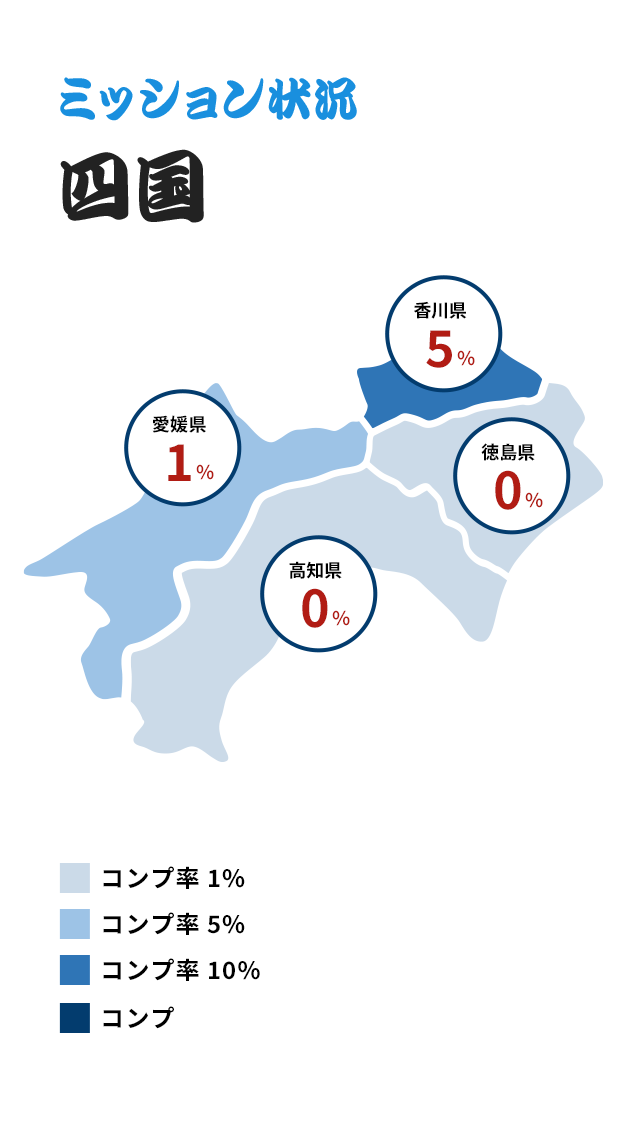 ミッション状況
四国
香川県
5%
愛媛県
1%
徳島県
0%
高知県
0%
コンプ率 1%
コンプ率 5%
コンプ率 10%
コンプ